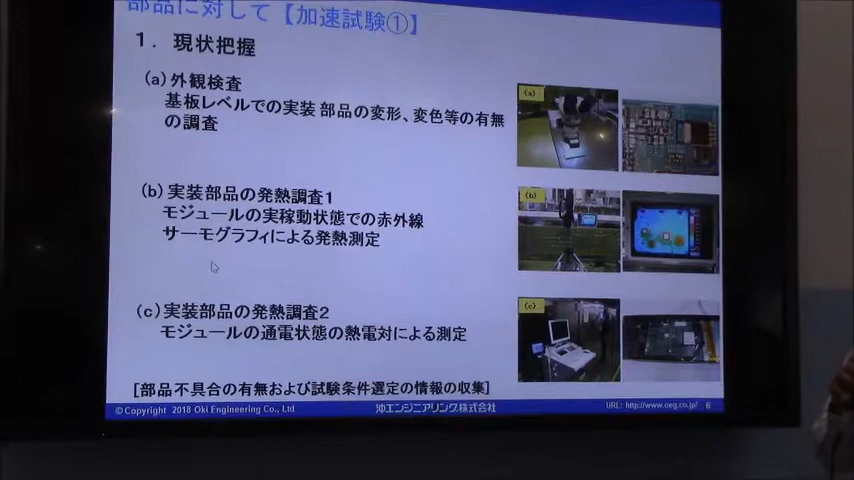 部品に対して【加速試験①】
１．現状把握
(a)外観検査
基板レベルでの実装部品の変形、変色等の有無
の調査
(a)
(b)実装部品の発熱調査１
モジュールの実稼動状態での赤外線
サーモグラフィによる発熱測定
(b)
(c)実装部品の発熱調査２
モジュールの通電状態の熱電対による測定
(c)
[部品不具合の有無および試験条件選定の情報の収集]
©Copyright 2018 Oki Engineering Co., Ltd
沖エンジニアリング株式会社
URL: http://www.oeg.co.jp/ 6